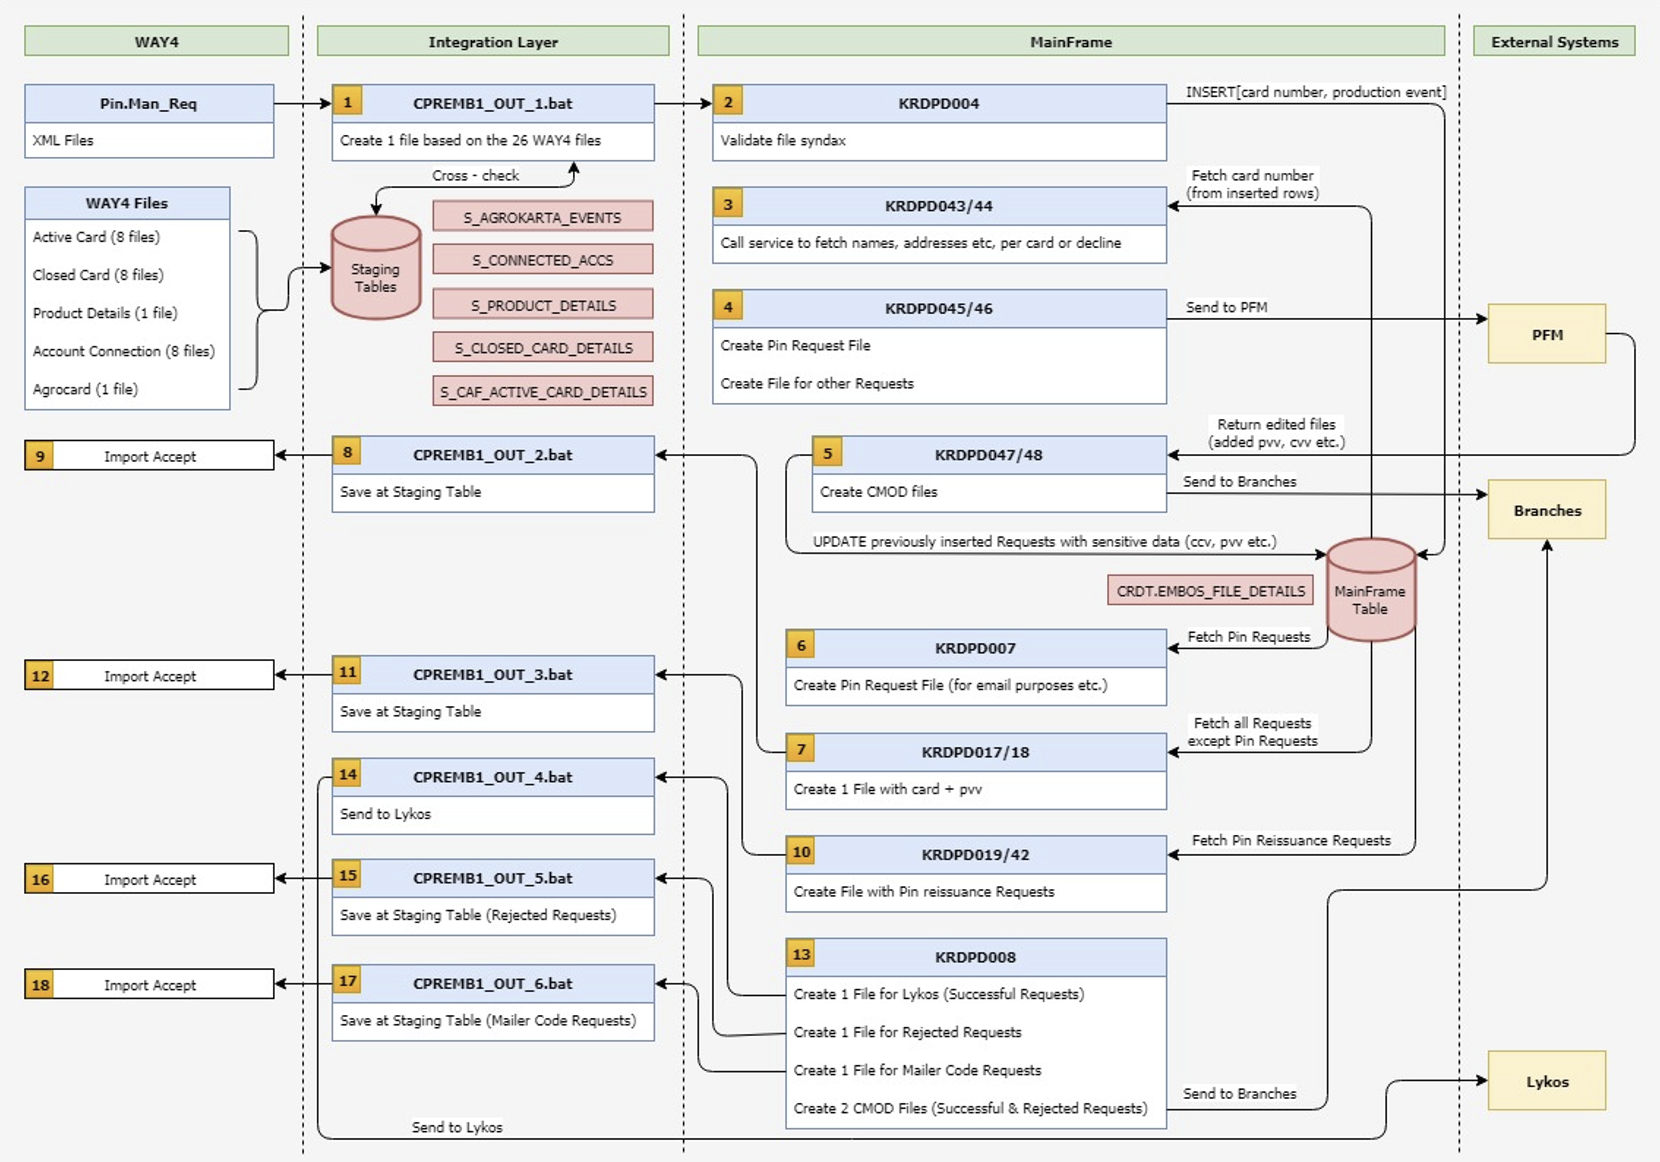 WAY4
Integration Layer
MainFrame
External Systems
Pin.Man_Req
XML Files
WAY4 Files
Active Card (8 files)
Closed Card (8 files)
Product Details (1 file)
Account Connection (8 files)
Agrocard (1 file)
1
CPREMB1_OUT_1.bat
Create 1 file based on the 26 WAY4 files
Cross - check
Staging
Tables
S_AGROKARTA_EVENTS
S_CONNECTED_ACCS
S_PRODUCT_DETAILS
S_CLOSED_CARD_DETAILS
S_CAF_ACTIVE_CARD_DETAILS
2
KRDPD004
Validate file syndax
INSERT[card number, production event]
3
KRDPD043/44
Call service to fetch names, addresses etc, per card or decline
Fetch card number
(from inserted rows)
4
KRDPD045/46
Create Pin Request File
Create File for other Requests
Send to PFM
PFM
5
KRDPD047/48
Create CMOD files
Return edited files
(added pvv, cvv etc.)
Send to Branches
Branches
UPDATE previously inserted Requests with sensitive data (ccv, pvv etc.)
CRDT.EMBOS_FILE_DETAILS
MainFrame
Table
6
KRDPD007
Create Pin Request File (for email purposes etc.)
Fetch Pin Requests
7
KRDPD017/18
Create 1 File with card + pvv
Fetch all Requests
except Pin Requests
8
CPREMB1_OUT_2.bat
Save at Staging Table
9
Import Accept
10
KRDPD019/42
Create File with Pin reissuance Requests
Fetch Pin Reissuance Requests
11
CPREMB1_OUT_3.bat
Save at Staging Table
12
Import Accept
13
KRDPD008
Create 1 File for Lykos (Successful Requests)
Create 1 File for Rejected Requests
Create 1 File for Mailer Code Requests
Create 2 CMOD Files (Successful & Rejected Requests)
Send to Branches
14
CPREMB1_OUT_4.bat
Send to Lykos
15
CPREMB1_OUT_5.bat
Save at Staging Table (Rejected Requests)
16
Import Accept
17
CPREMB1_OUT_6.bat
Save at Staging Table (Mailer Code Requests)
18
Import Accept
Send to Lykos
Lykos